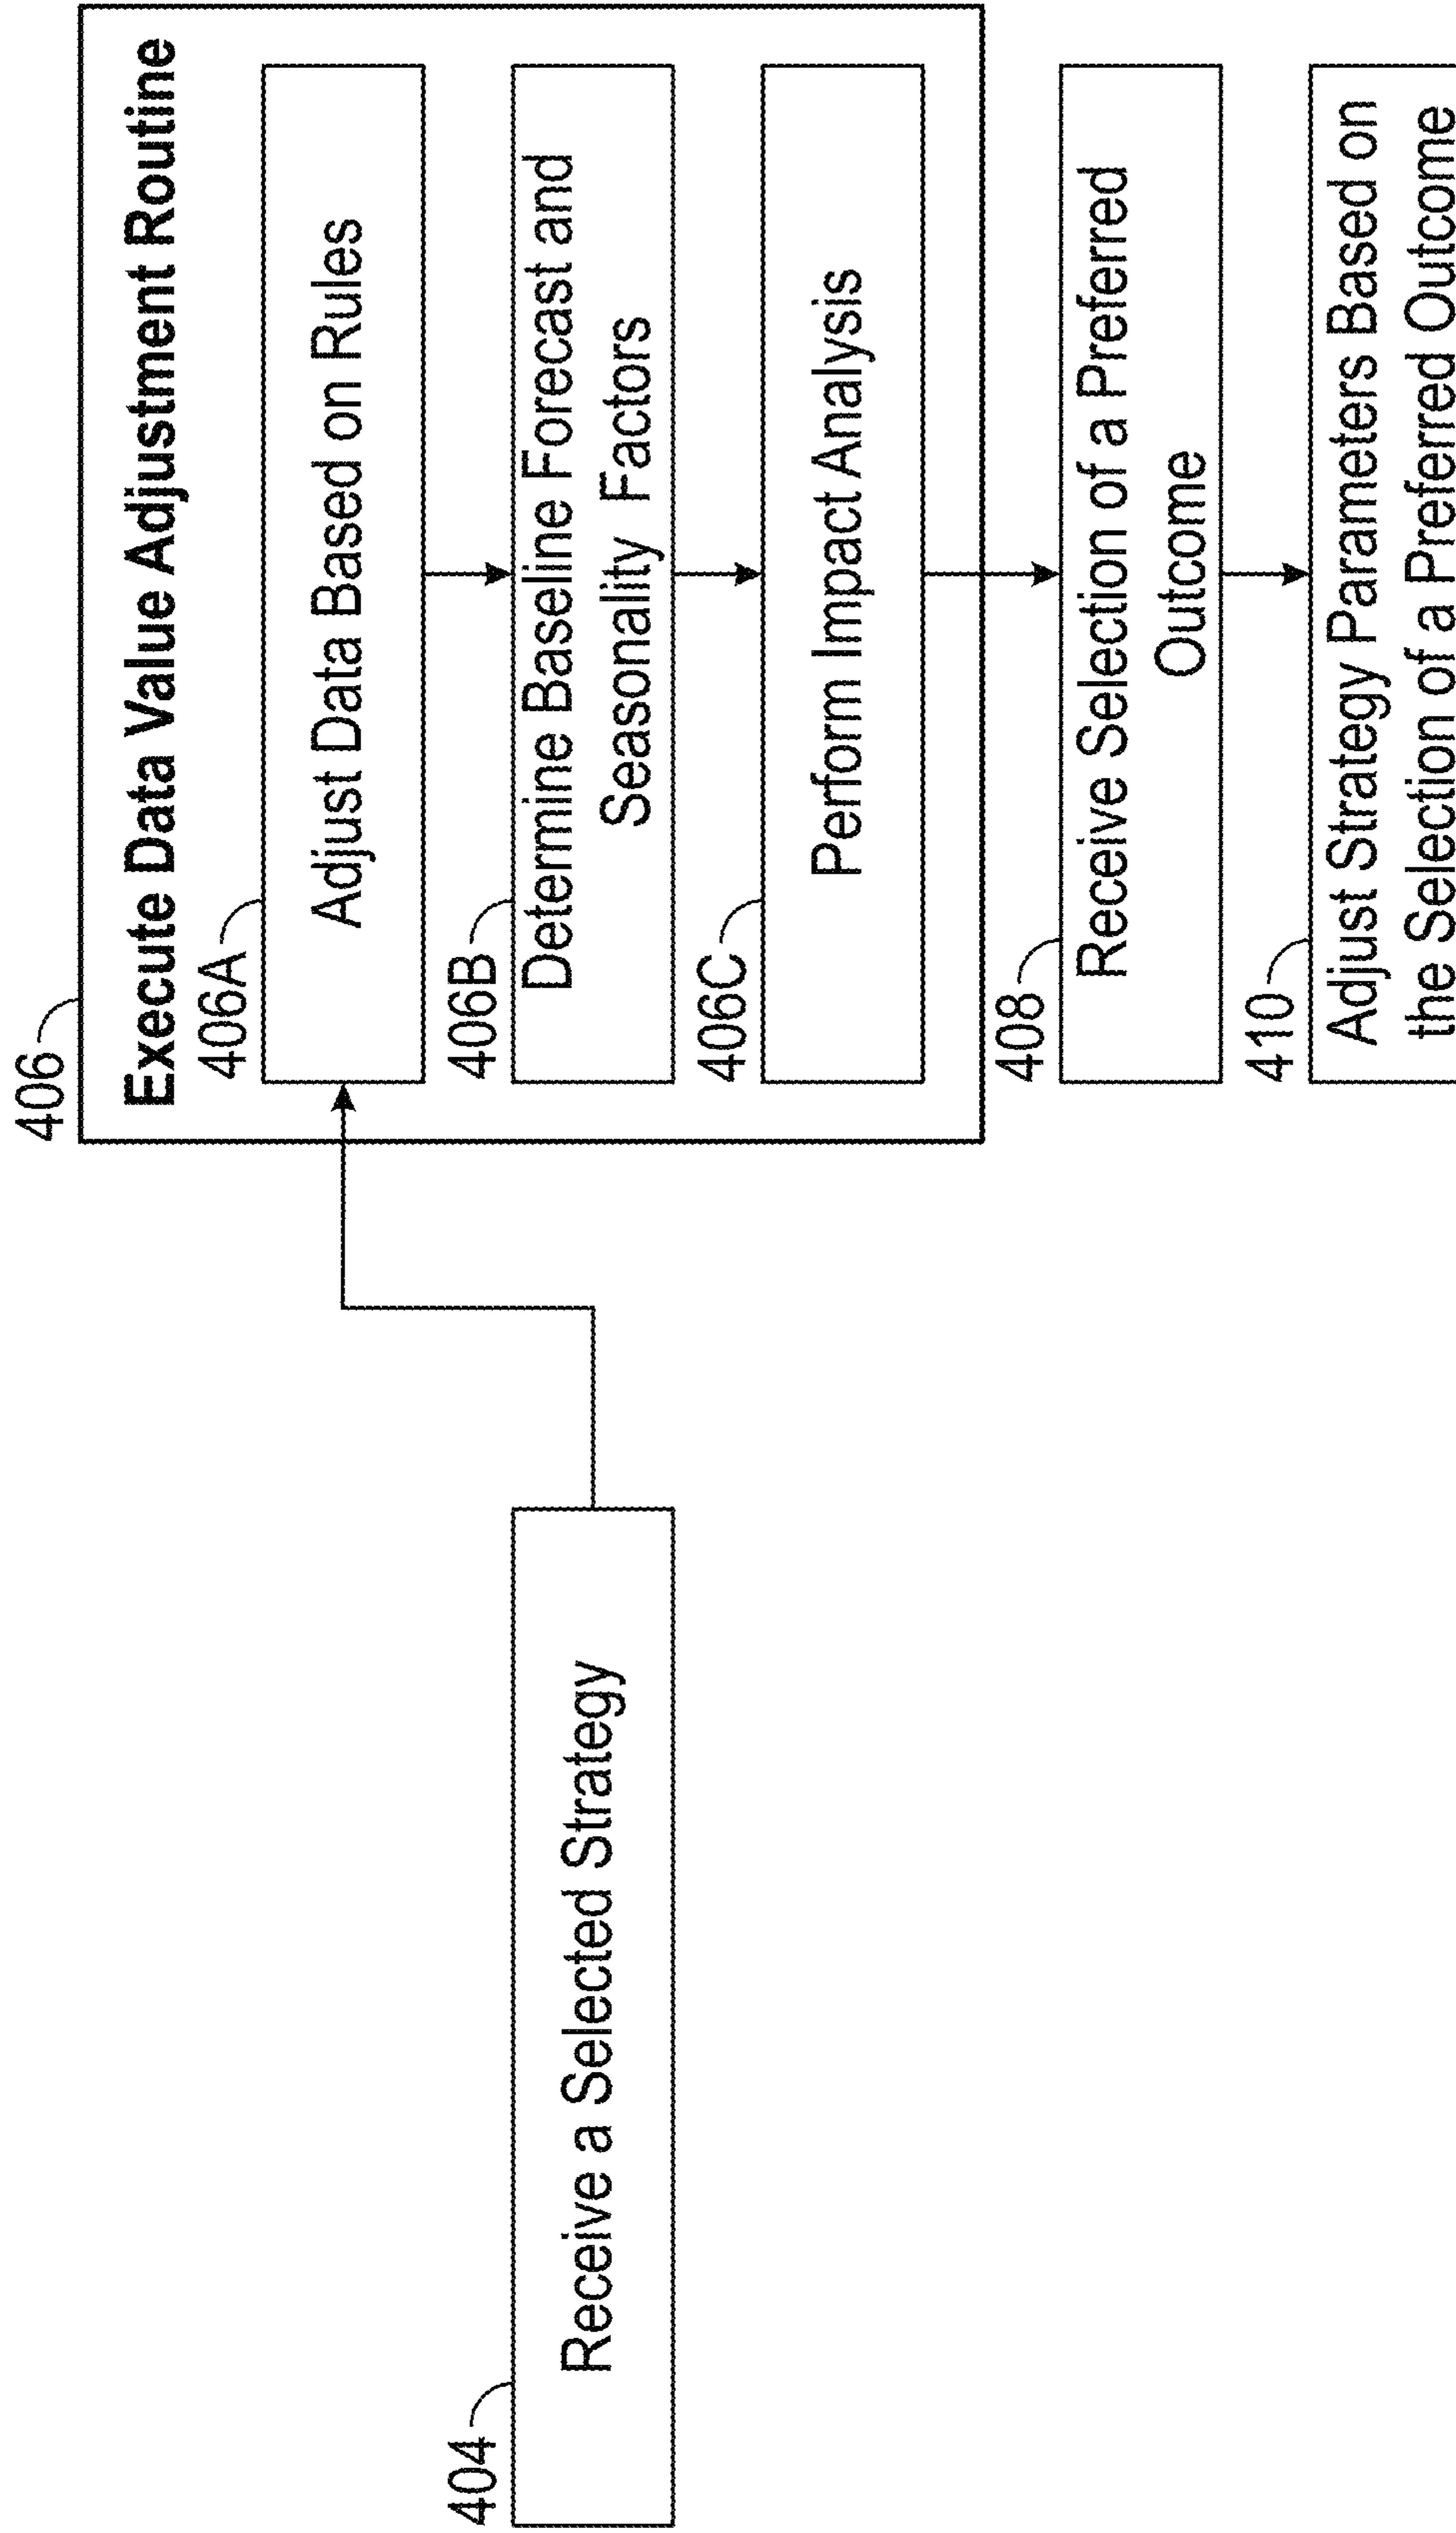 404
Receive a Selected Strategy
406
Execute Data Value Adjustment Routine
406A
Adjust Data Based on Rules
406B
Determine Baseline Forecast and
Seasonality Factors
406C
Perform Impact Analysis
408
Receive Selection of a Preferred
Outcome
410
Adjust Strategy Parameters Based on
the Selection of a Preferred Outcome